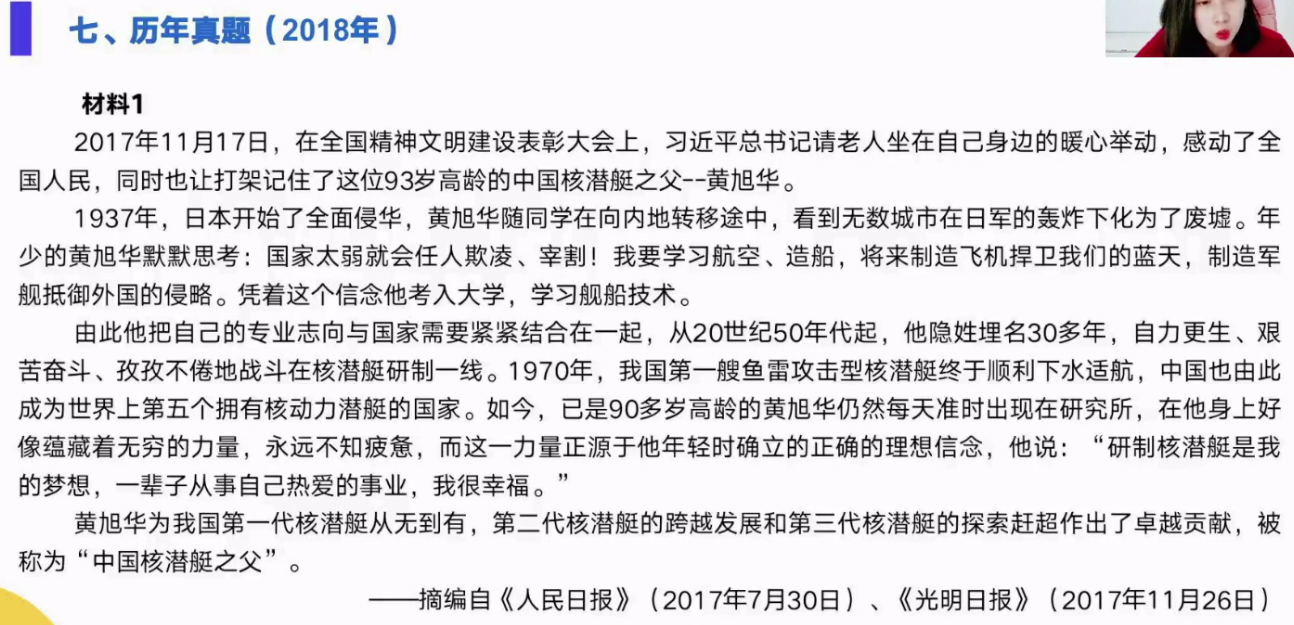 七、历年真题（2018年）
材料1
2017年11月17日，在全国精神文明建设表彰大会上，习近平总书记请老人坐在自己身边的暖心举动，感动了全
国人民，同时也让打架记住了这位93岁高龄的中国核潜艇之父--黄旭华。
1937年，日本开始了全面侵华，黄旭华随同学在向内地转移途中，看到无数城市在日军的轰炸下化为了废墟。年
少的黄旭华默默思考：国家太弱就会任人欺凌、宰割！我要学习航空、造船，将来制造飞机捍卫我们的蓝天，制造军
舰抵御外国的侵略。凭着这个信念他考入大学，学习舰船技术。
由此他把自己的专业志向与国家需要紧紧结合在一起，从20世纪50年代起，他隐姓埋名30多年，自力更生、艰
苦奋斗、孜孜不倦地战斗在核潜艇研制一线。1970年，我国第一艘鱼雷攻击型核潜艇终于顺利下水适航，中国也由此
成为世界上第五个拥有核动力潜艇的国家。如今，已是90多岁高龄的黄旭华仍然每天准时出现在研究所，在他身上好
像蕴藏着无穷的力量，永远不知疲惫，而这一力量正源于他年轻时确立的正确的理想信念，他说：“研制核潜艇是我
的梦想，一辈子从事自己热爱的事业，我很幸福。”
黄旭华为我国第一代核潜艇从无到有，第二代核潜艇的跨越发展和第三代核潜艇的探索赶超作出了卓越贡献，被
称为“中国核潜艇之父”。
——摘编自《人民日报》（2017年7月30日）、《光明日报》（2017年11月26日）